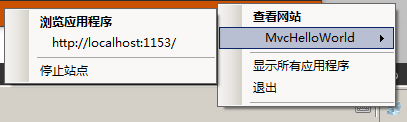 浏览应用程序
http://localhost:1153/
停止站点
查看网站
MvcHelloWorld
显示所有应用程序
退出